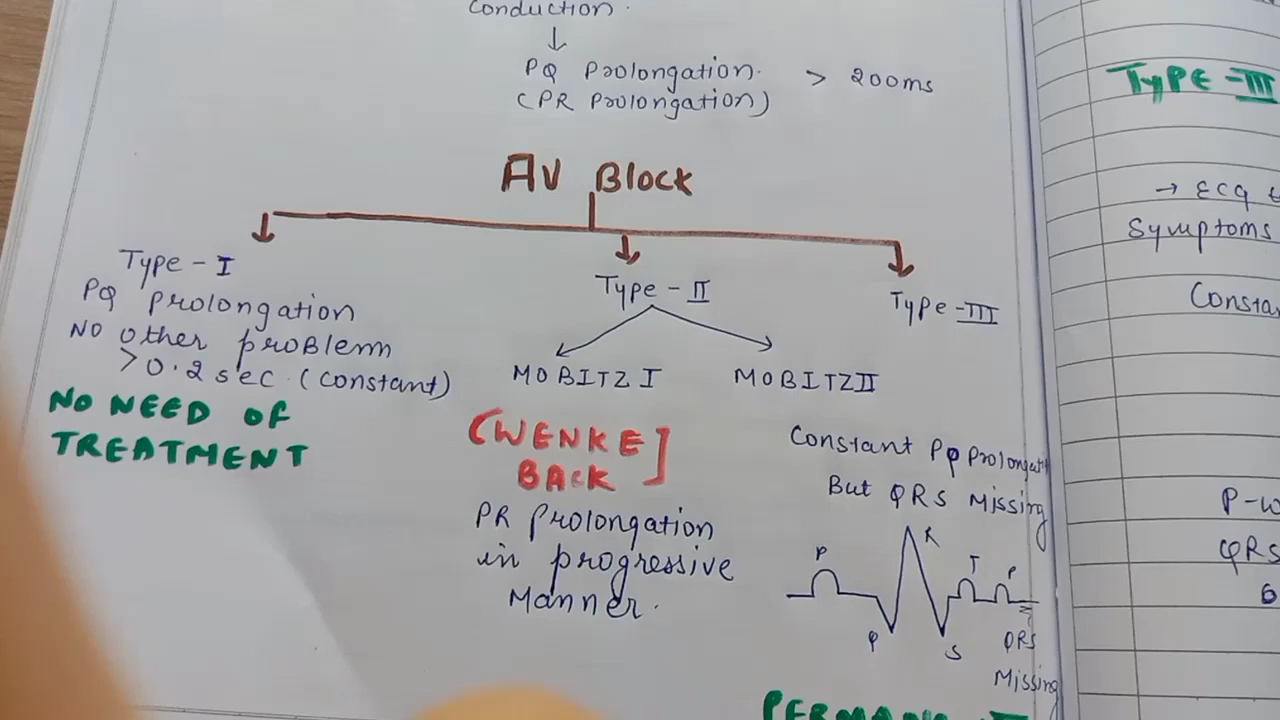 Conduction.
↓
PQ Prolongation. > 200ms
(PR Prolongation)
AV Block
Type - I
PQ Prolongation
NO other problem
>0.2 sec. (constant)
NO NEED OF
TREATMENT
Type - II
MOBITZ I
MOBITZ II
(WENKE
BACK]
PR Prolongation
in progressive
Manner.
Constant PQ Prolongati
But QRS Missing
P
R
T
P
Q
S
QRS
Missing
Type - III
TYPE - III
→ ECG
Symptoms
Consta
P-w
QRS